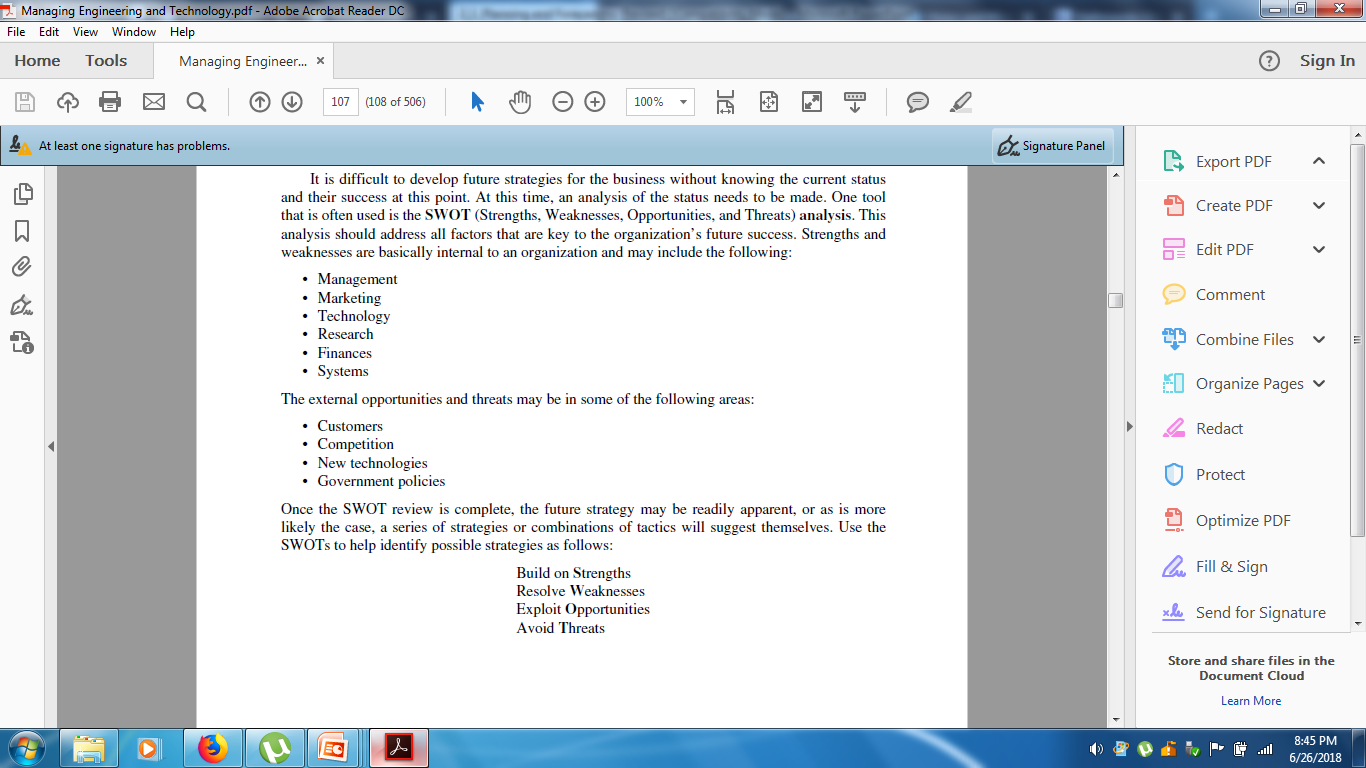 Managing Engineering and Technology.pdf - Adobe Acrobat Reader DC
File Edit View Window Help
Home Tools Managing Engineer... × ? Sign In
107 (108 of 506) 100%
At least one signature has problems. Signature Panel
It is difficult to develop future strategies for the business without knowing the current status
and their success at this point. At this time, an analysis of the status needs to be made. One tool
that is often used is the SWOT (Strengths, Weaknesses, Opportunities, and Threats) analysis. This
analysis should address all factors that are key to the organization’s future success. Strengths and
weaknesses are basically internal to an organization and may include the following:
• Management
• Marketing
• Technology
• Research
• Finances
• Systems
The external opportunities and threats may be in some of the following areas:
• Customers
• Competition
• New technologies
• Government policies
Once the SWOT review is complete, the future strategy may be readily apparent, or as is more
likely the case, a series of strategies or combinations of tactics will suggest themselves. Use the
SWOTs to help identify possible strategies as follows:
Build on Strengths
Resolve Weaknesses
Exploit Opportunities
Avoid Threats
Export PDF
Create PDF
Edit PDF
Comment
Combine Files
Organize Pages
Redact
Protect
Optimize PDF
Fill & Sign
Send for Signature
Store and share files in the
Document Cloud
Learn More
8:45 PM
6/26/2018